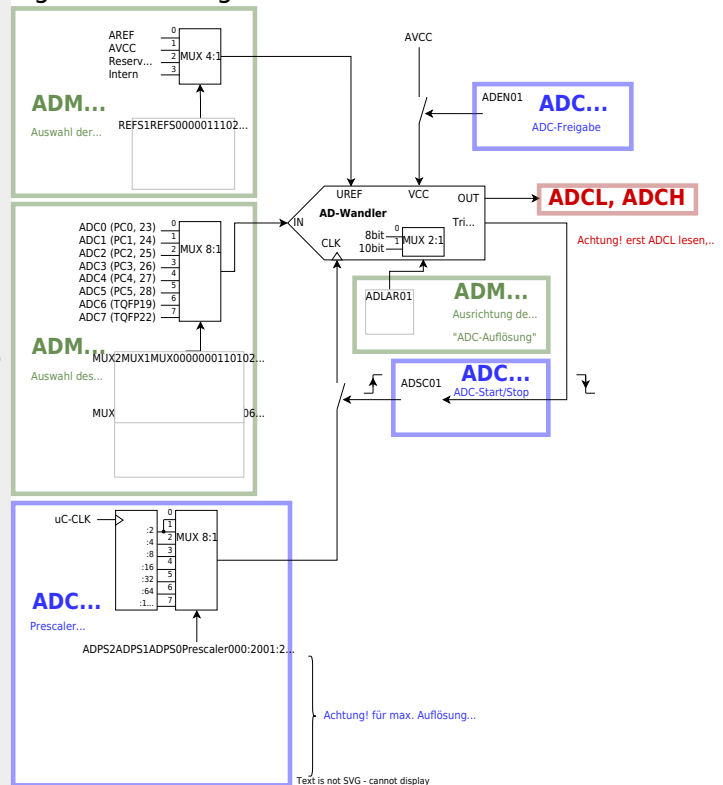 AREF
AVCC
Reserv...
Intern
0
1
2
3
MUX 4:1
ADM...
Auswahl der...
REFS1REFS0000011102...
AVCC
ADEN01
ADC...
ADC-Freigabe
UREF
VCC
OUT
AD-Wandler
IN
Tri...
CLK
8bit
10bit
0
1
MUX 2:1
ADCL, ADCH
Achtung! erst ADCL lesen,..
ADC0 (PC0, 23)
ADC1 (PC1, 24)
ADC2 (PC2, 25)
ADC3 (PC3, 26)
ADC4 (PC4, 27)
ADC5 (PC5, 28)
ADC6 (TQFP19)
ADC7 (TQFP22)
0
1
2
3
4
5
6
7
MUX 8:1
ADM...
Auswahl des...
MUX2MUX1MUX0000000110102...
MUX
06...
ADLAR01
ADM...
Ausrichtung de...
"ADC-Auflösung"
ADSC01
ADC...
ADC-Start/Stop
uC-CLK
:2
:4
:8
:16
:32
:64
:1...
0
1
2
3
4
5
6
7
MUX 8:1
ADC...
Prescaler...
ADPS2ADPS1ADPS0Prescaler000:2001:2...
Achtung! für max. Auflösung...
Text is not SVG - cannot display